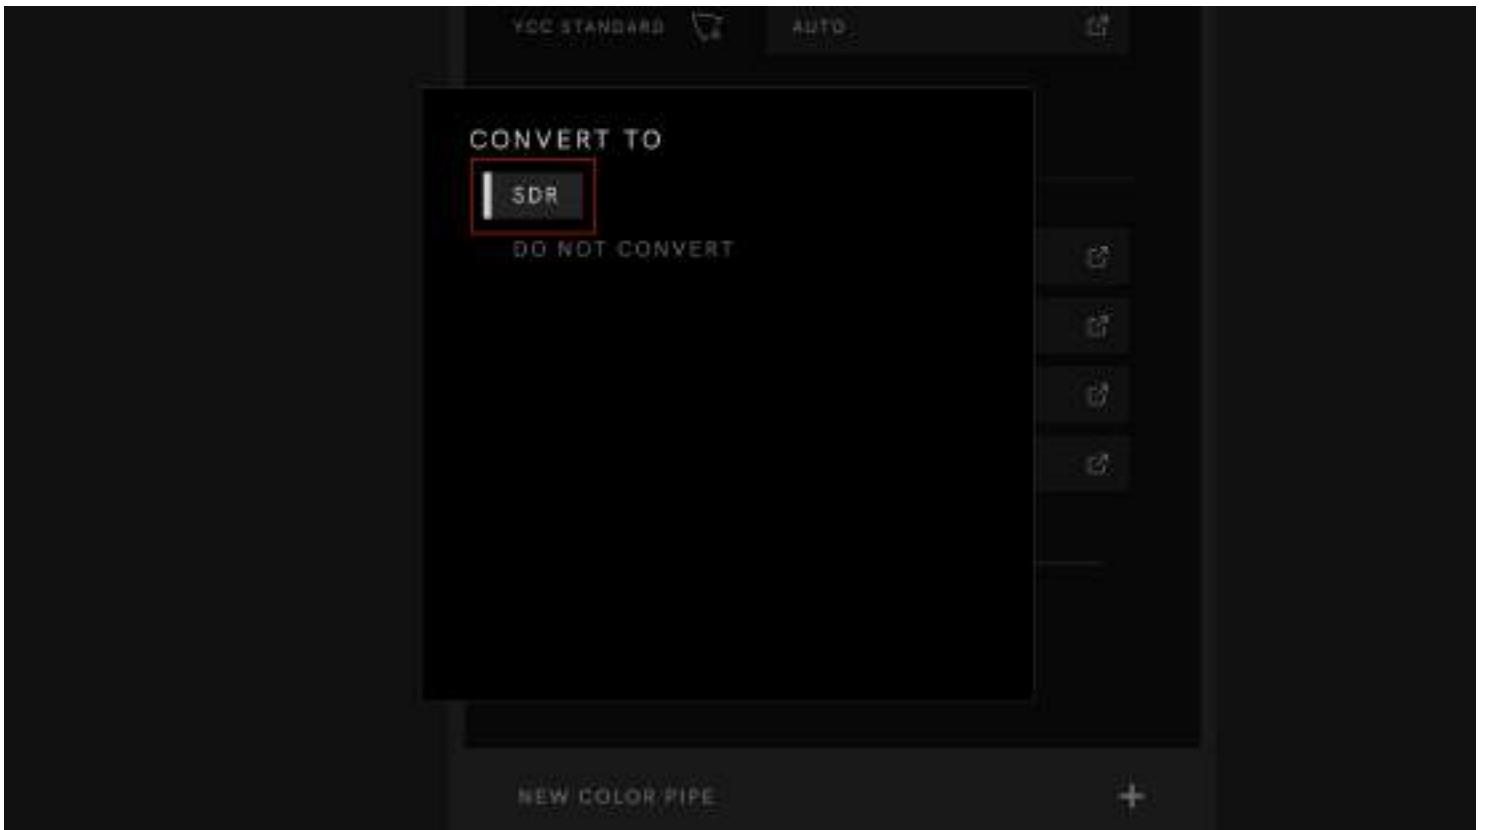 YCC STANDARD AUTO
CONVERT TO
SDR
DO NOT CONVERT
NEW COLOR PIPE